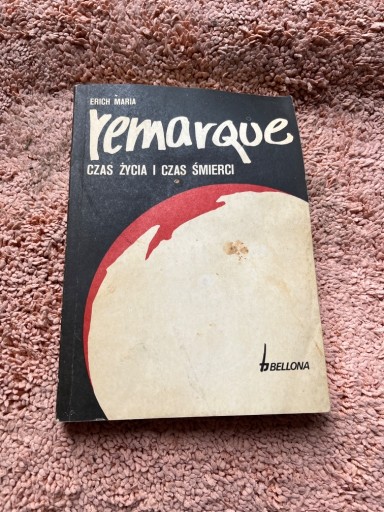 ERICH MARIA
remarque
CZAS ŻYCIA I CZAS ŚMIERCI
BELLONA